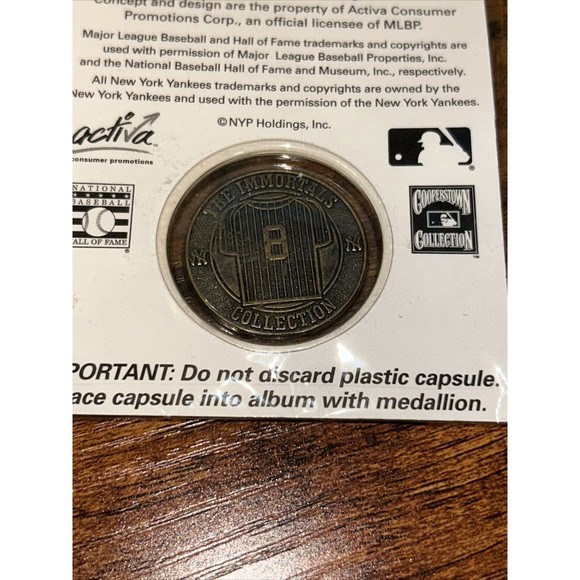 Concept and design are the property of Activa Consumer
Promotions Corp., an official licensee of MLBP.
Major League Baseball and Hall of Fame trademarks and copyrights are
used with permission of Major League Baseball Properties, Inc.
and the National Baseball Hall of Fame and Museum, Inc., respectively.
All New York Yankees trademarks and copyrights are owned by the
New York Yankees and used with the permission of the New York Yankees.
©NYP Holdings, Inc.
activa
consumer promotions
NATIONAL
BASEBALL
HALL OF FAME
COOPERSTOWN
COLLECTION
TM
THE IMMORTALS
8
NY
NY
COLLECTION
PORTANT: Do not discard plastic capsule.
ace capsule into album with medallion.